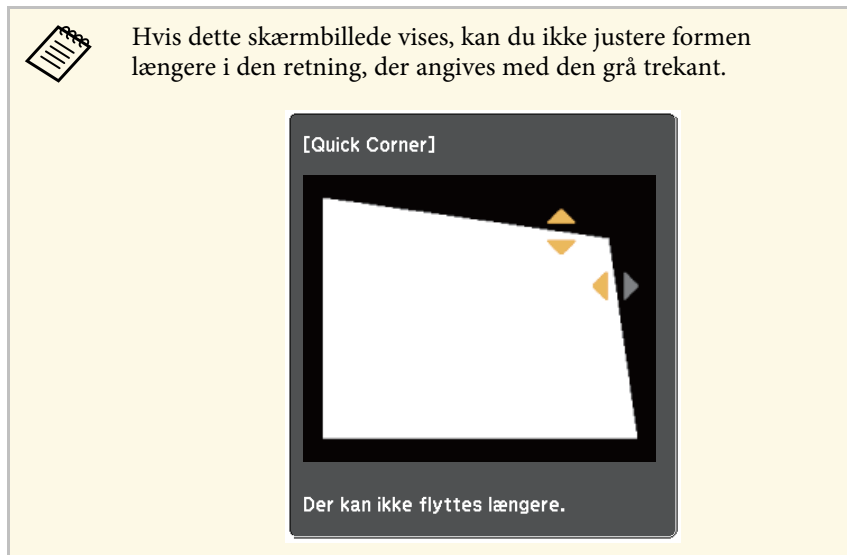 Hvis dette skærmbillede vises, kan du ikke justere formen
længere i den retning, der angives med den grå trekant.
[Quick Corner]
Der kan ikke flyttes længere.